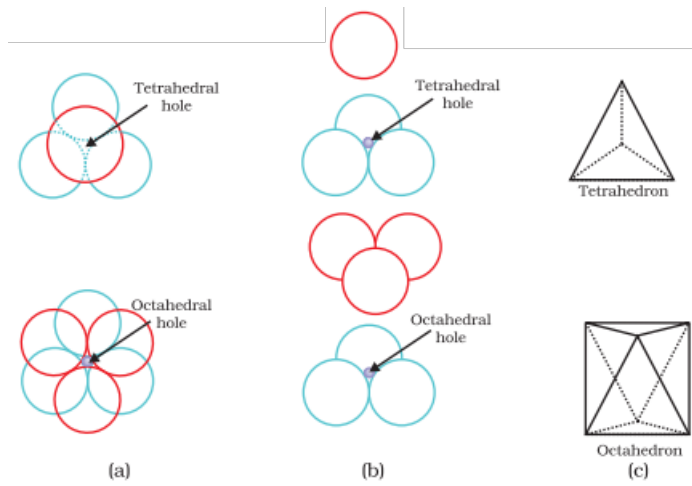 Tetrahedral
hole
Tetrahedral
hole
Tetrahedron
Octahedral
hole
Octahedral
hole
Octahedron
(a)
(b)
(c)